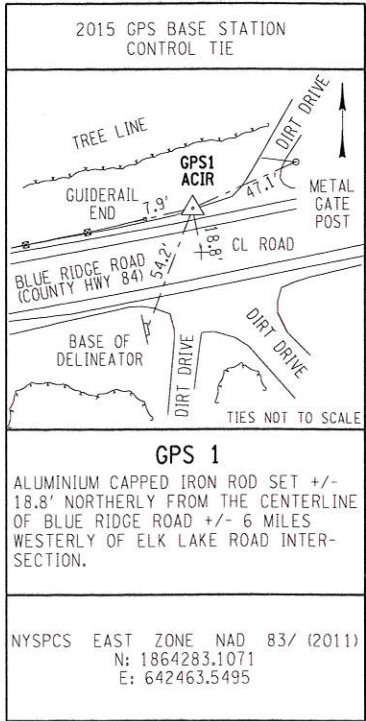 2015 GPS BASE STATION
CONTROL TIE
TREE LINE
DIRT DRIVE
GPS1
ACIR
47.1'
GUIDERAIL
END
7.9'
METAL
GATE
POST
18.8'
CL ROAD
BLUE RIDGE ROAD
(COUNTY HWY 84)
54.2'
BASE OF
DELINEATOR
DIRT DRIVE
DIRT DRIVE
TIES NOT TO SCALE
GPS 1
ALUMINIUM CAPPED IRON ROD SET +/-
18.8' NORTHERLY FROM THE CENTERLINE
OF BLUE RIDGE ROAD +/- 6 MILES
WESTERLY OF ELK LAKE ROAD INTER-
SECTION.
NYSPCS EAST ZONE NAD 83/ (2011)
N: 1864283.1071
E: 642463.5495